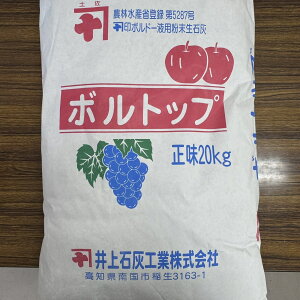 土佐
農林水産省登録 第5287号
印ボルドー液用粉末生石灰
ボルトップ
正味20kg
井上石灰工業株式会社
高知県南国市稲生3163-1